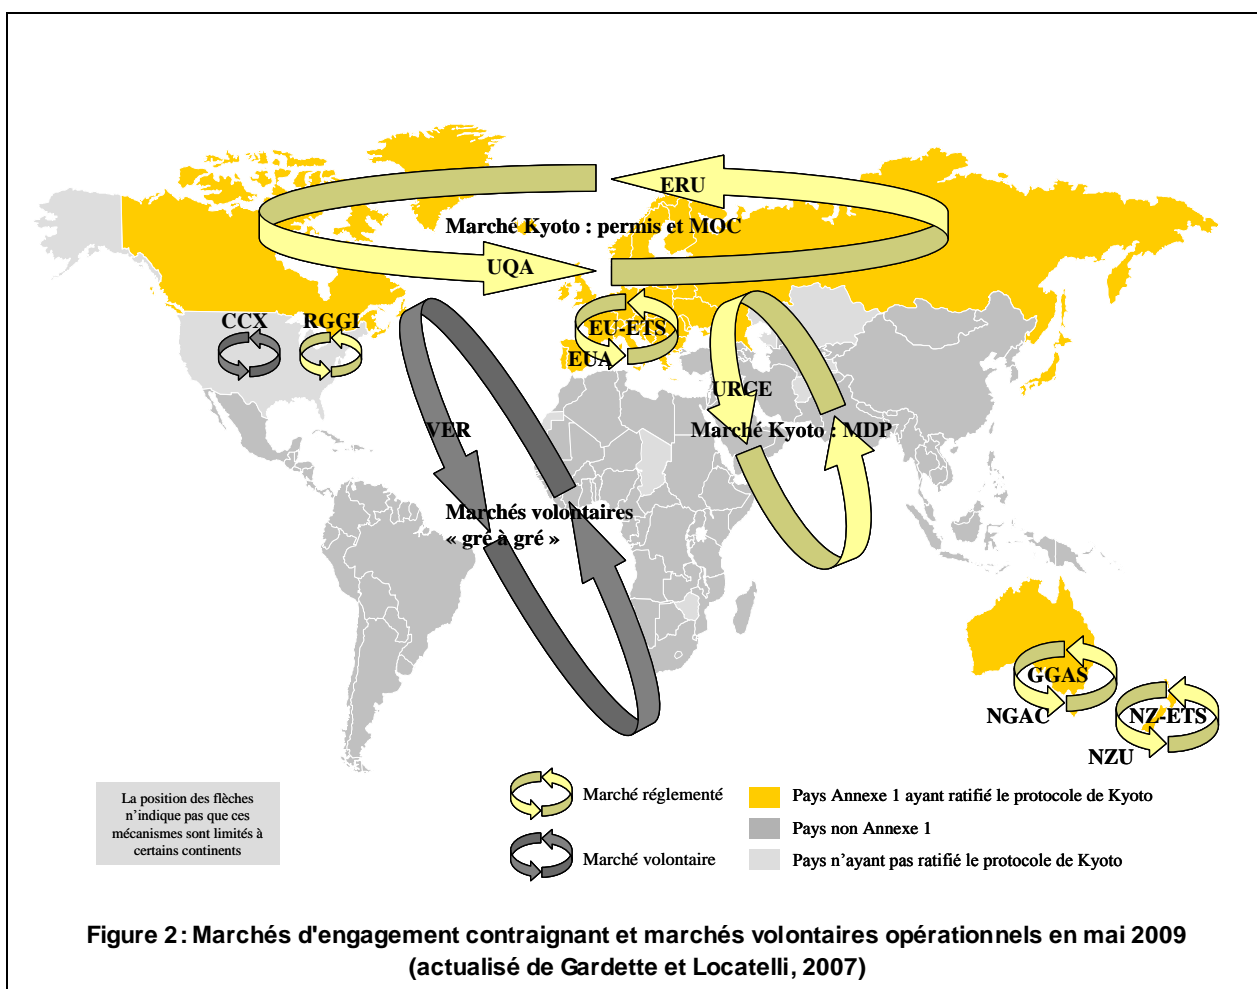 ERU
Marché Kyoto : permis et MOC
UQA
CCX
RGGI
EU-ETS
EUA
URCE
VER
Marché Kyoto : MDP
Marchés volontaires
« gré à gré »
GGAS
NGAC
NZ-ETS
NZU
La position des flèches
n’indique pas que ces
mécanismes sont limités à
certains continents
Marché réglementé
Marché volontaire
Pays Annexe 1 ayant ratifié le protocole de Kyoto
Pays non Annexe 1
Pays n’ayant pas ratifié le protocole de Kyoto
Figure 2: Marchés d'engagement contraignant et marchés volontaires opérationnels en mai 2009
(actualisé de Gardette et Locatelli, 2007)